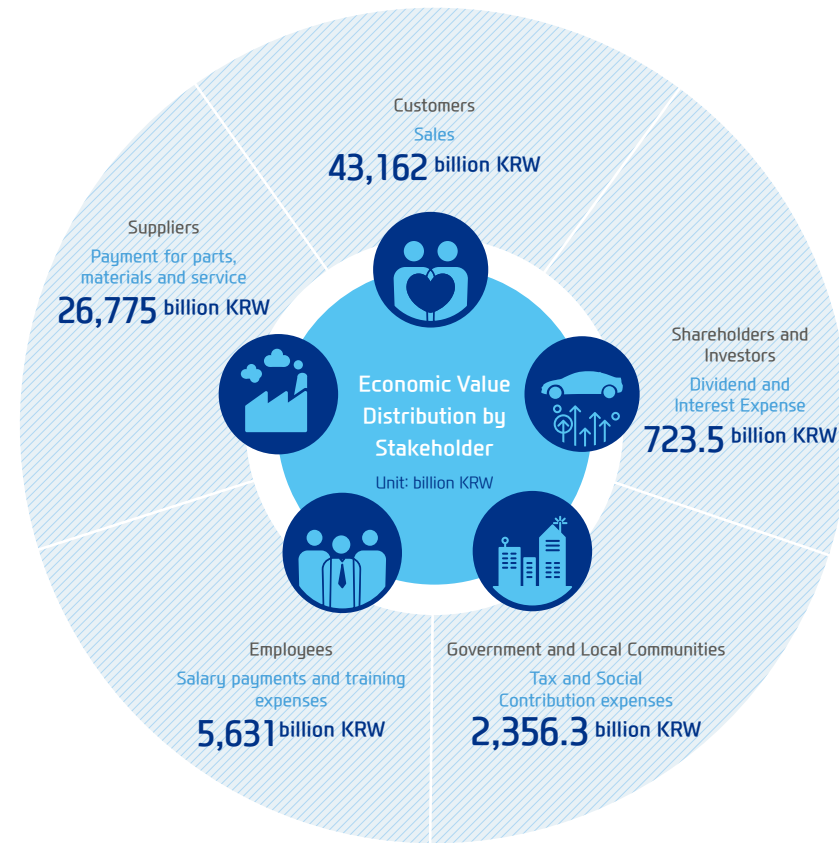 Customers
Sales
43,162 billion KRW
Suppliers
Payment for parts,
materials and service
26,775 billion KRW
Shareholders and
Investors
Dividend and
Interest Expense
723.5 billion KRW
Economic Value
Distribution by
Stakeholder
Unit: billion KRW
Employees
Salary payments and training
expenses
5,631 billion KRW
Government and Local Communities
Tax and Social
Contribution expenses
2,356.3 billion KRW